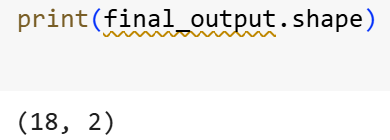 print(final_output.shape)
(18, 2)